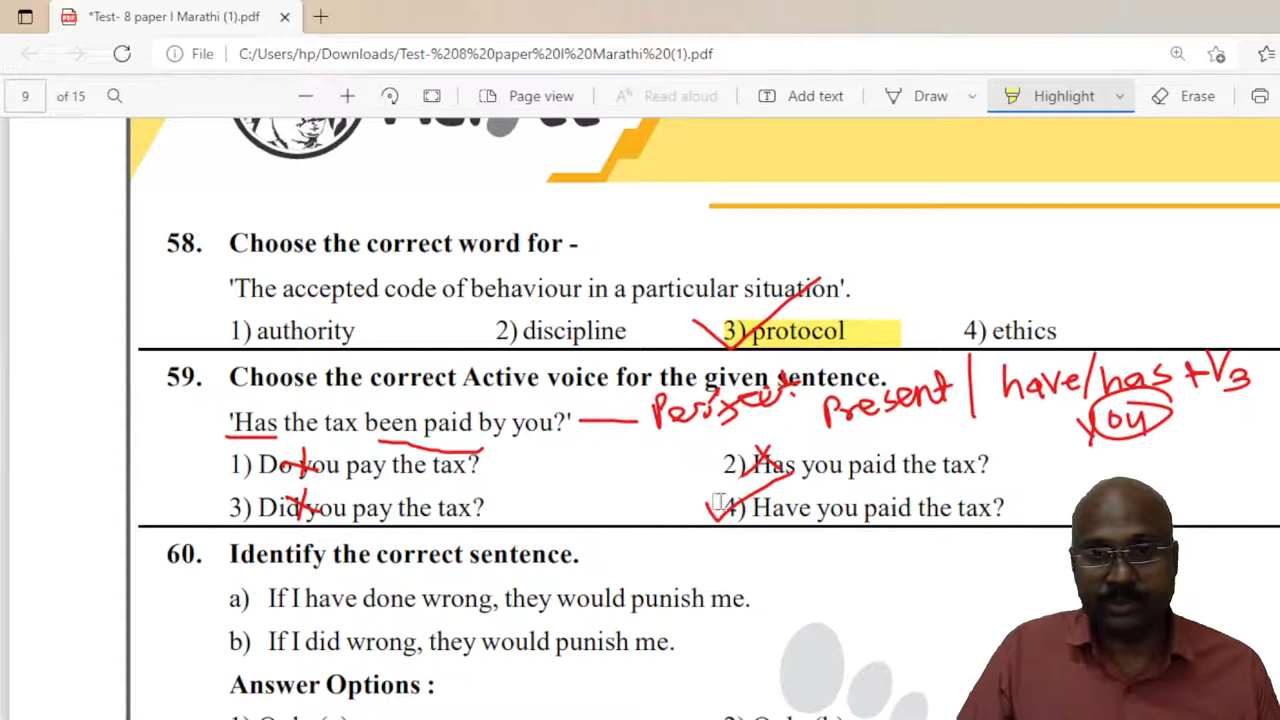 *Test- 8 paper I Marathi (1).pdf
File C:/Users/hp/Downloads/Test-%208%20paper%20I%20Marathi%20(1).pdf
9 of 15 Page view Read aloud Add text Draw Highlight Erase
58. Choose the correct word for -
'The accepted code of behaviour in a particular situation'.
1) authority 2) discipline 3) protocol 4) ethics
59. Choose the correct Active voice for the given sentence.
Present | have/has + V3
'Has the tax been paid by you?' — Perfect
you
1) Do you pay the tax? 2) Has you paid the tax?
3) Did you pay the tax? 4) Have you paid the tax?
60. Identify the correct sentence.
a) If I have done wrong, they would punish me.
b) If I did wrong, they would punish me.
Answer Options :